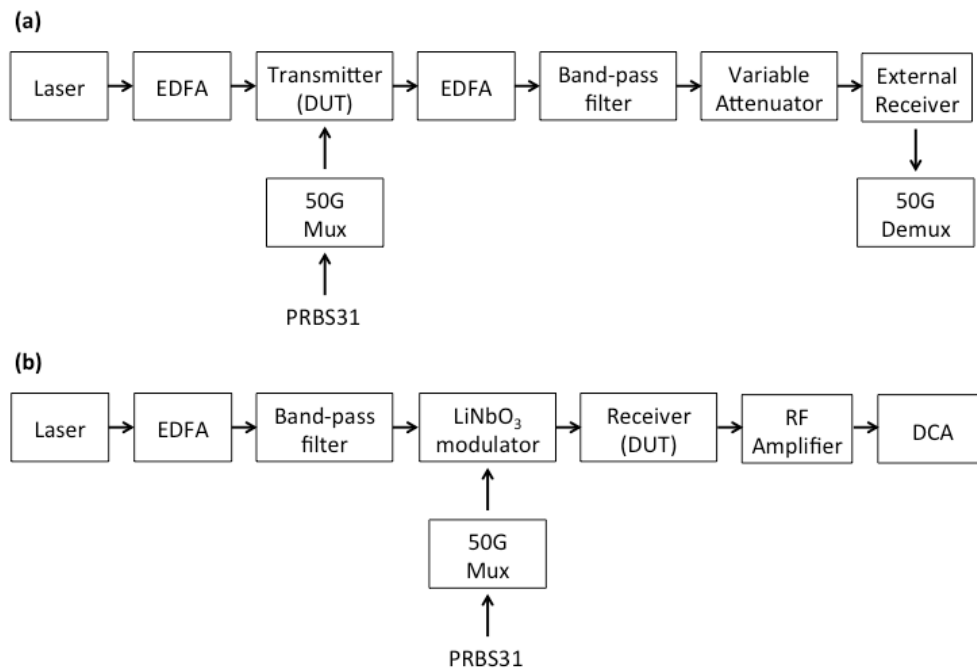 (a)
Laser
EDFA
Transmitter
(DUT)
EDFA
Band-pass
filter
Variable
Attenuator
External
Receiver
50G
Mux
50G
Demux
PRBS31
(b)
Laser
EDFA
Band-pass
filter
LiNbO₃
modulator
Receiver
(DUT)
RF
Amplifier
DCA
50G
Mux
PRBS31